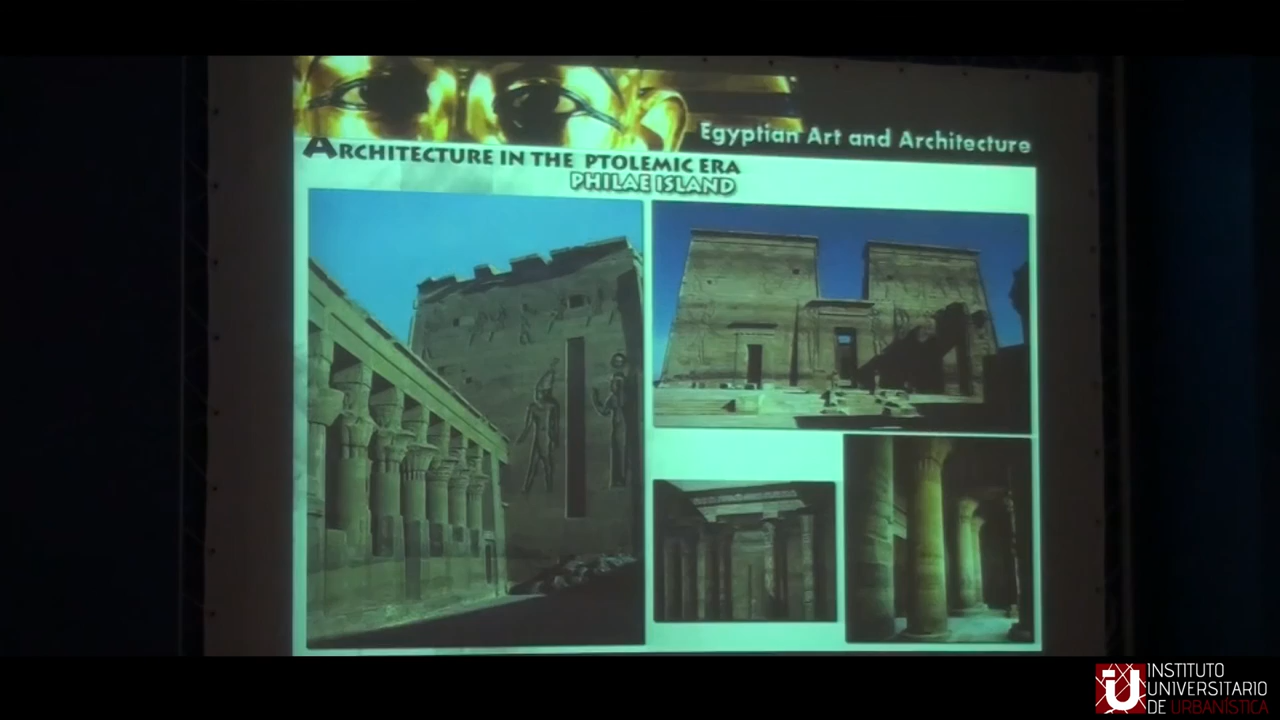 Egyptian Art and Architecture
ARCHITECTURE IN THE PTOLEMIC ERA
PHILAE ISLAND
INSTITUTO
UNIVERSITARIO
DE URBANÍSTICA